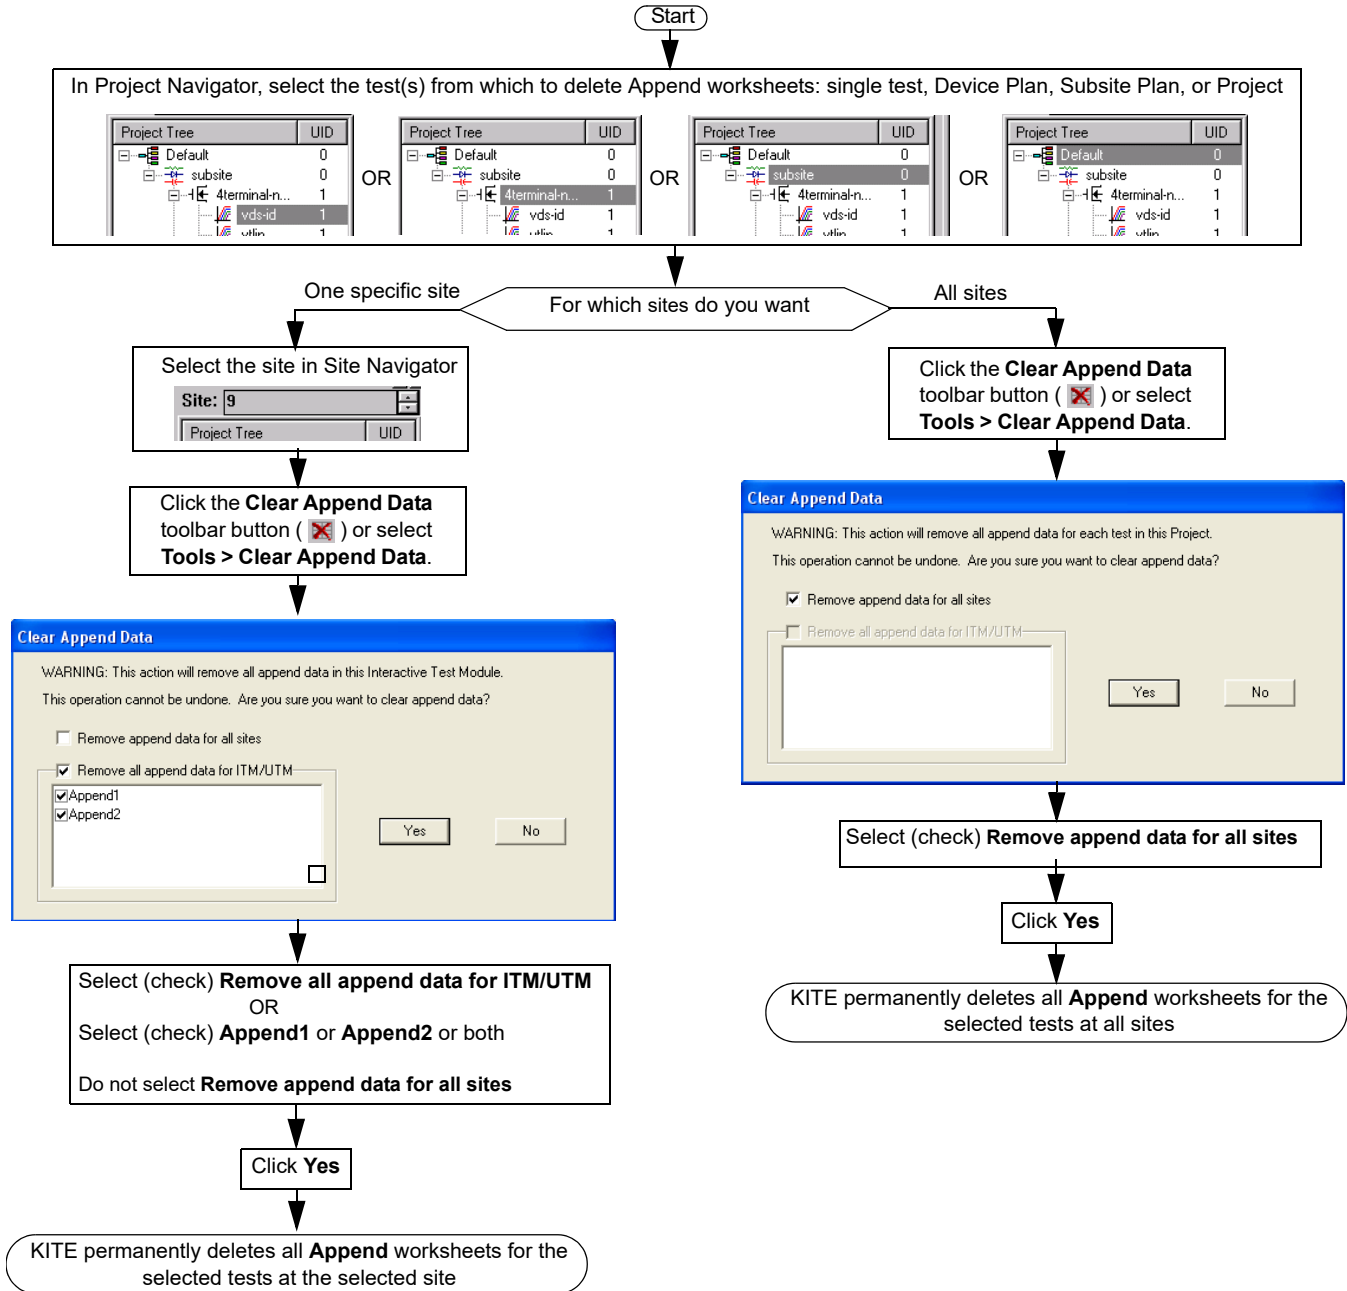 Start
In Project Navigator, select the test(s) from which to delete Append worksheets: single test, Device Plan, Subsite Plan, or Project
Project Tree UID
Default 0
subsite 0
4terminal-n... 1
vds-id 1
vtlin 1
OR
Project Tree UID
Default 0
subsite 0
4terminal-n... 1
vds-id 1
vtlin 1
OR
Project Tree UID
Default 0
subsite 0
4terminal-n... 1
vds-id 1
vtlin 1
OR
Project Tree UID
Default 0
subsite 0
4terminal-n... 1
vds-id 1
vtlin 1
One specific site
For which sites do you want
All sites
Select the site in Site Navigator
Site: 9
Project Tree UID
Click the Clear Append Data
toolbar button ( ) or select
Tools > Clear Append Data.
Clear Append Data
WARNING: This action will remove all append data in this Interactive Test Module.
This operation cannot be undone. Are you sure you want to clear append data?
Remove append data for all sites
Remove all append data for ITM/UTM
Append1
Append2
Yes No
Select (check) Remove all append data for ITM/UTM
OR
Select (check) Append1 or Append2 or both
Do not select Remove append data for all sites
Click Yes
KITE permanently deletes all Append worksheets for the
selected tests at the selected site
Click the Clear Append Data
toolbar button ( ) or select
Tools > Clear Append Data.
Clear Append Data
WARNING: This action will remove all append data for each test in this Project.
This operation cannot be undone. Are you sure you want to clear append data?
Remove append data for all sites
Remove all append data for ITM/UTM
Yes No
Select (check) Remove append data for all sites
Click Yes
KITE permanently deletes all Append worksheets for the
selected tests at all sites